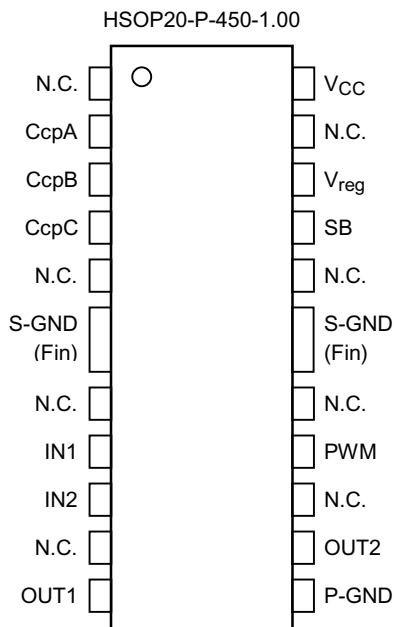 HSOP20-P-450-1.00
N.C.
CcpA
CcpB
CcpC
N.C.
S-GND
(Fin)
N.C.
IN1
IN2
N.C.
OUT1
VCC
N.C.
Vreg
SB
N.C.
S-GND
(Fin)
N.C.
PWM
N.C.
OUT2
P-GND